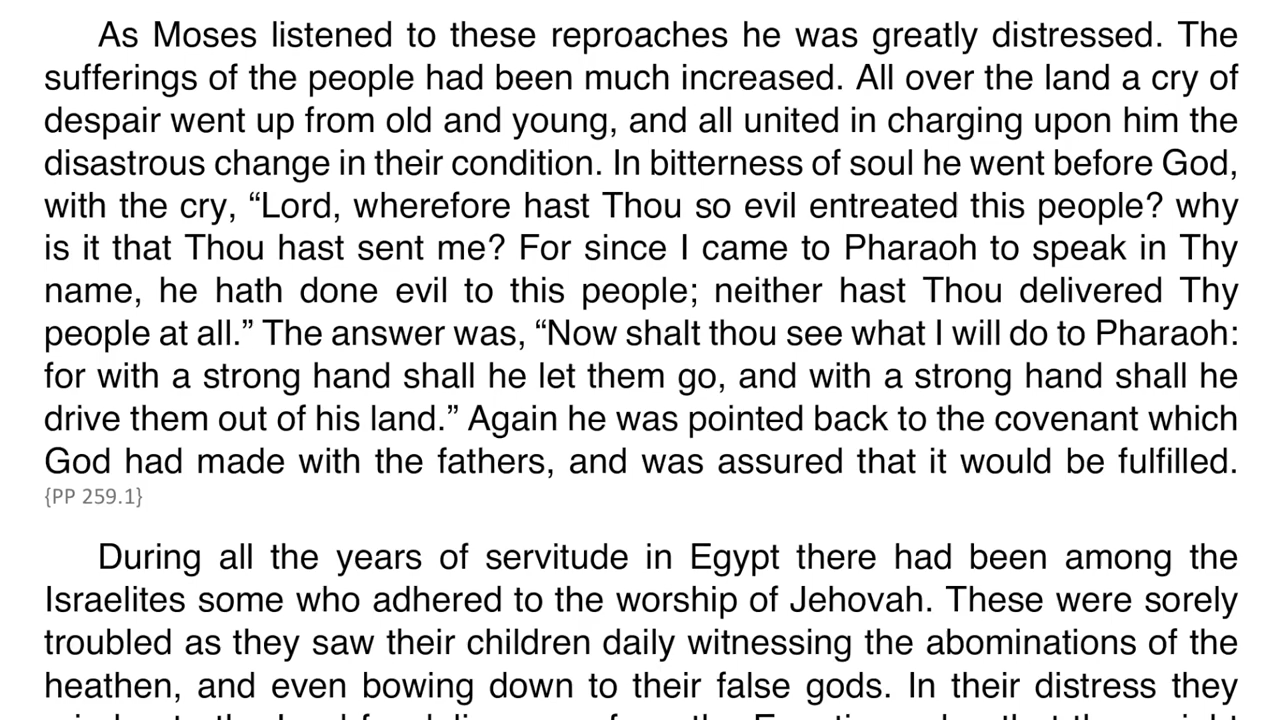 As Moses listened to these reproaches he was greatly distressed. The
sufferings of the people had been much increased. All over the land a cry of
despair went up from old and young, and all united in charging upon him the
disastrous change in their condition. In bitterness of soul he went before God,
with the cry, “Lord, wherefore hast Thou so evil entreated this people? why
is it that Thou hast sent me? For since I came to Pharaoh to speak in Thy
name, he hath done evil to this people; neither hast Thou delivered Thy
people at all.” The answer was, “Now shalt thou see what I will do to Pharaoh:
for with a strong hand shall he let them go, and with a strong hand shall he
drive them out of his land.” Again he was pointed back to the covenant which
God had made with the fathers, and was assured that it would be fulfilled.
{PP 259.1}
During all the years of servitude in Egypt there had been among the
Israelites some who adhered to the worship of Jehovah. These were sorely
troubled as they saw their children daily witnessing the abominations of the
heathen, and even bowing down to their false gods. In their distress they